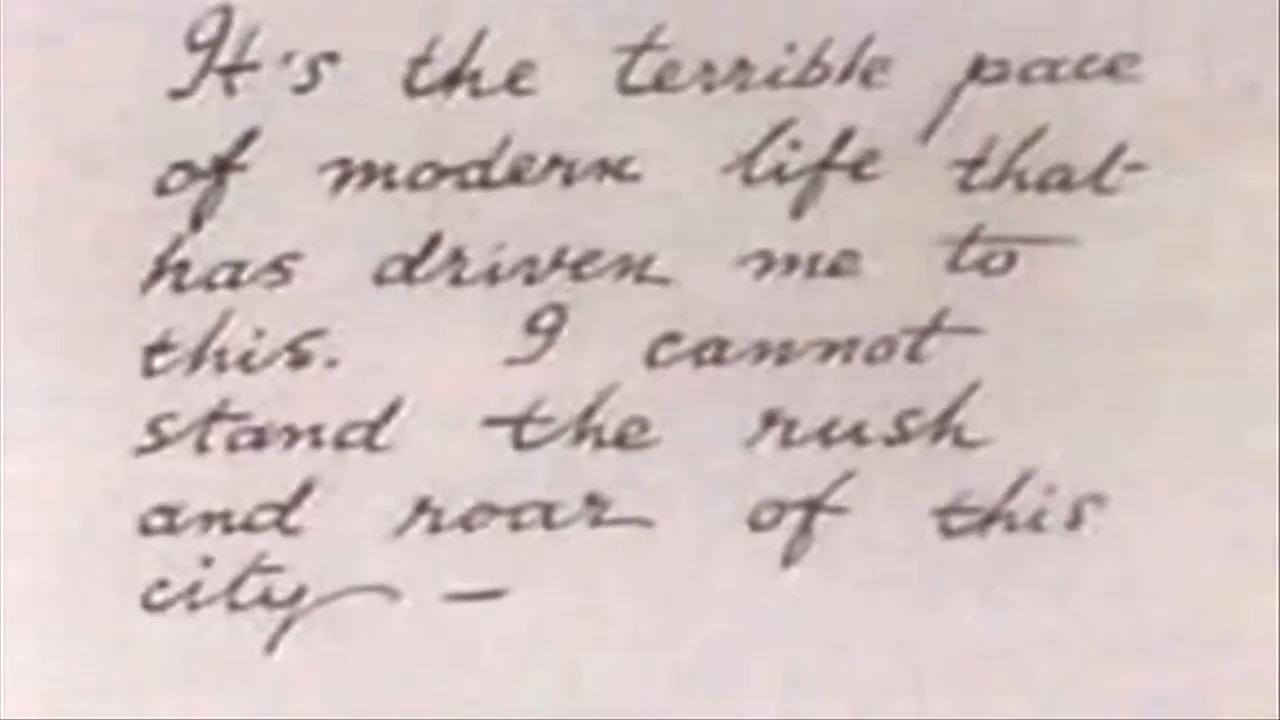 It's the terrible pace
of modern life that
has driven me to
this. I cannot
stand the rush
and roar of this
city —